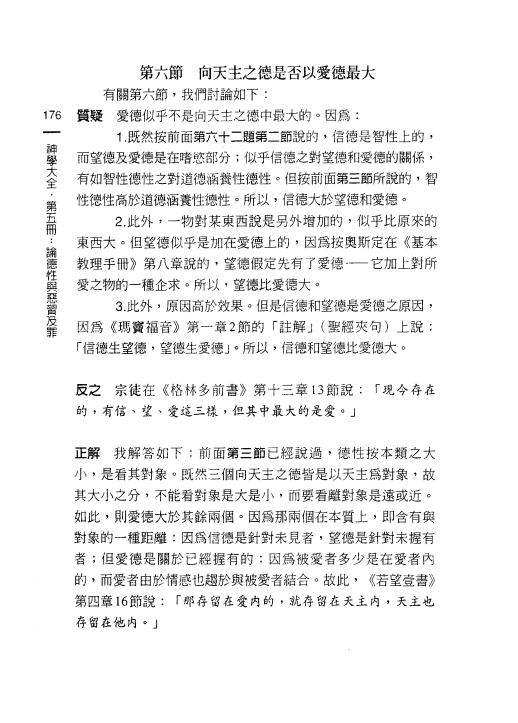 第六節　向天主之德是否以愛德最大
有關第六節，我們討論如下：
176
神學大全．第五冊：論德性與惡習及罪
質疑　愛德似乎不是向天主之德中最大的。因爲：
1.既然按前面第六十二題第二節說的，信德是智性上的，
而望德及愛德是在嗜慾部分；似乎信德之對望德和愛德的關係，
有如智性德性之對道德涵養性德性。但按前面第三節所說的，智
性德性高於道德涵養性德性。所以，信德大於望德和愛德。
2.此外，一物對某東西說是另外增加的，似乎比原來的
東西大。但望德似乎是加在愛德上的，因爲按奧斯定在《基本
教理手冊》第八章說的，望德假定先有了愛德──它加上對所
愛之物的一種企求。所以，望德比愛德大。
3.此外，原因高於效果。但是信德和望德是愛德之原因，
因爲《瑪竇福音》第一章2節的「註解」（聖經夾句）上說：
「信德生望德，望德生愛德」。所以，信德和望德比愛德大。
反之　宗徒在《格林多前書》第十三章13節說：「現今存在
的，有信、望、愛這三樣，但其中最大的是愛。」
正解　我解答如下：前面第三節已經說過，德性按本類之大
小，是看其對象。既然三個向天主之德皆是以天主爲對象，故
其大小之分，不能看對象是大是小，而要看離對象是遠或近。
如此，則愛德大於其餘兩個。因爲那兩個在本質上，即含有與
對象的一種距離：因爲信德是針對未見者，望德是針對未握有
者；但愛德是關於已經握有的：因爲被愛者多少是在愛者內
的，而愛者由於情感也趨於與被愛者結合。故此，《若望壹書》
第四章16節說：「那存留在愛內的，就存留在天主內，天主也
存留在他內。」